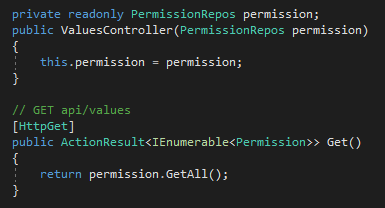 private readonly PermissionRepos permission;
public ValuesController(PermissionRepos permission)
{
this.permission = permission;
}
// GET api/values
[HttpGet]
public ActionResult<IEnumerable<Permission>> Get()
{
return permission.GetAll();
}